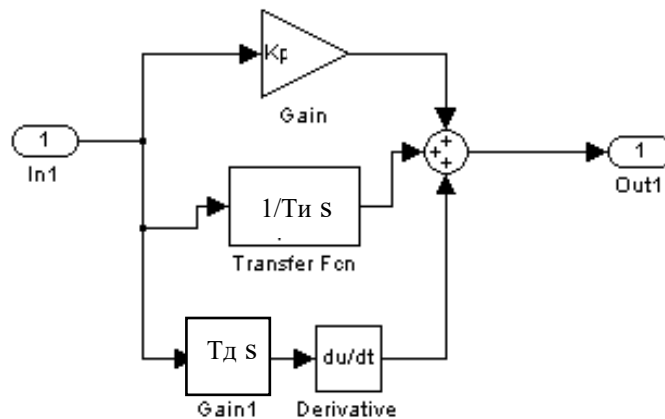 Kp
Gain
1
In1
+
+
+
1
Out1
1/Tи s
Transfer Fcn
Tд s
du/dt
Gain1
Derivative